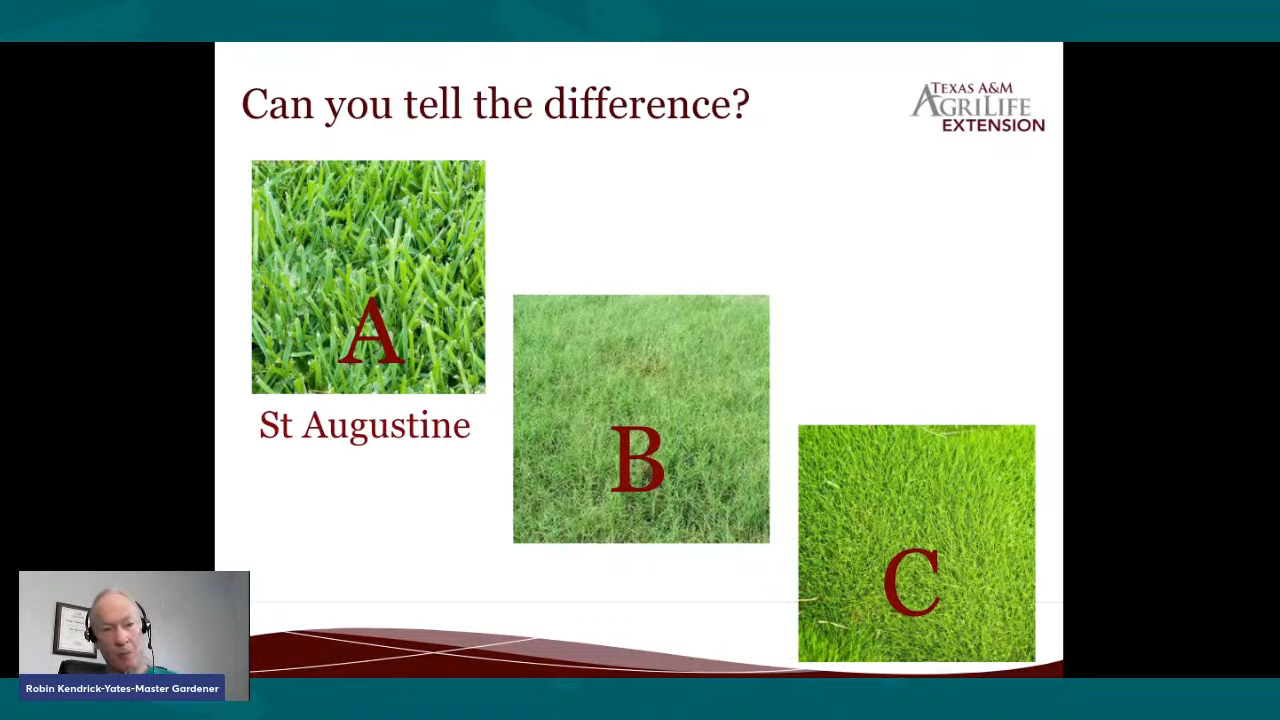 Can you tell the difference?
TEXAS A&M
AGRILIFE
EXTENSION
A
St Augustine
B
C
Robin Kendrick-Yates-Master Gardener